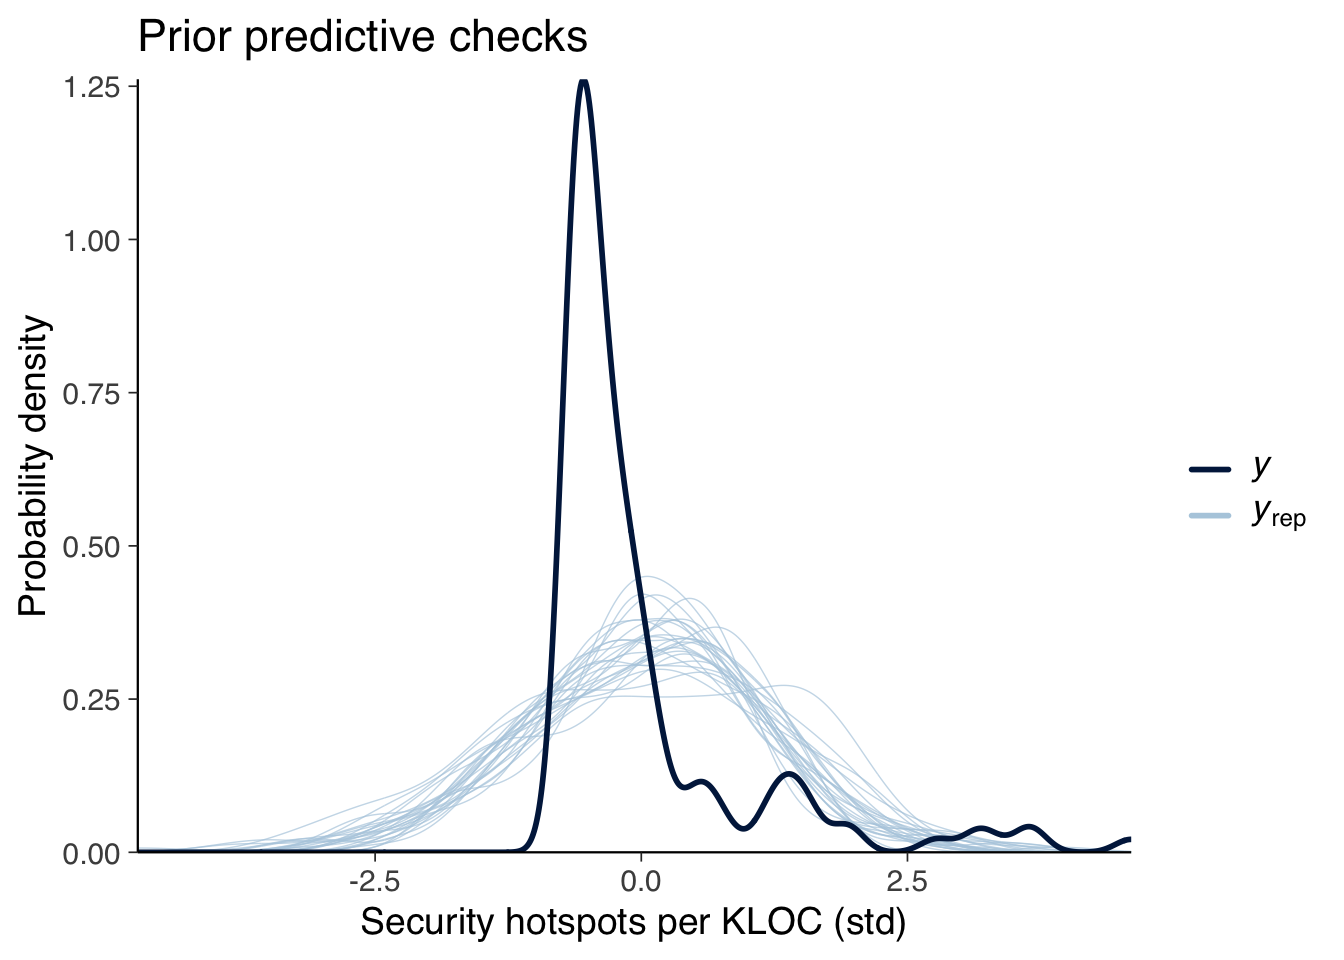 Prior predictive checks
1.25
1.00
0.75
0.50
0.25
0.00
Probability density
-2.5
0.0
2.5
Security hotspots per KLOC (std)
y
yrep